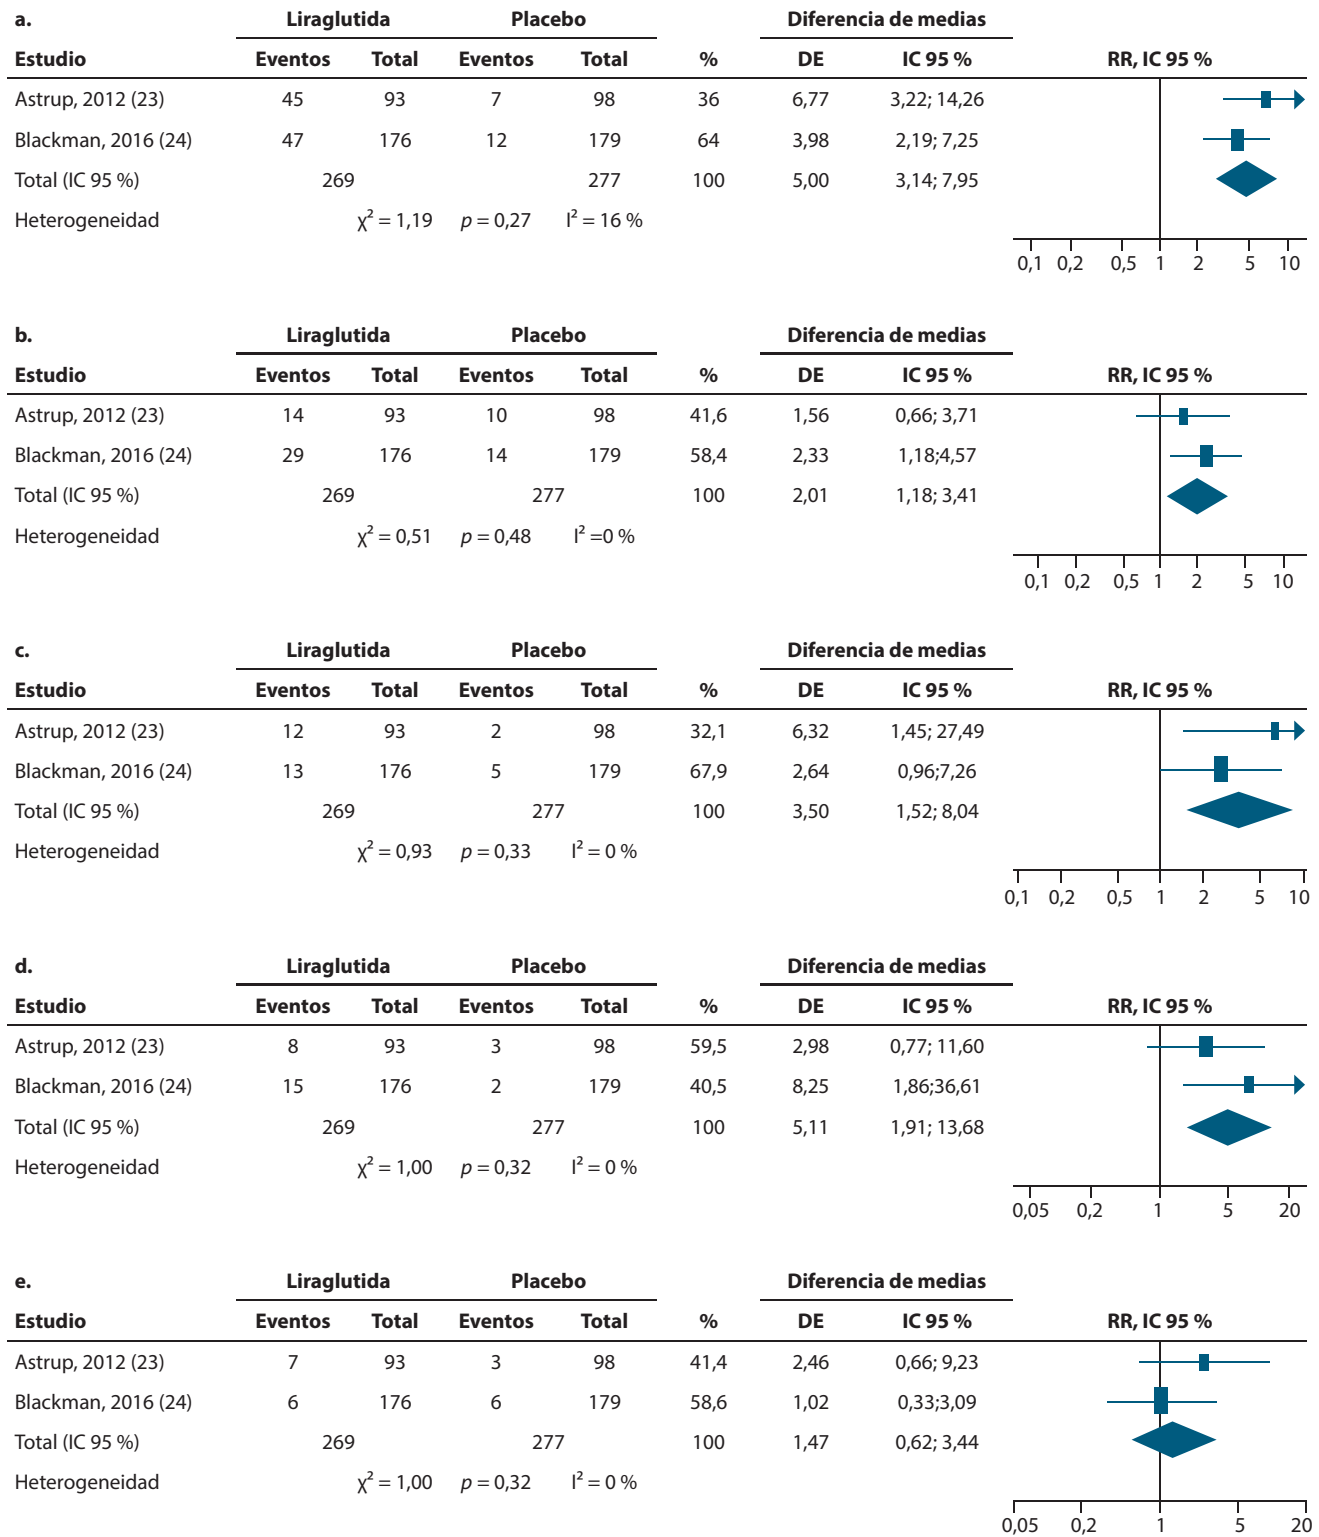 a. Liraglutida Placebo Diferencia de medias
Estudio Eventos Total Eventos Total % DE IC 95 % RR, IC 95 %
Astrup, 2012 (23) 45 93 7 98 36 6,77 3,22; 14,26
Blackman, 2016 (24) 47 176 12 179 64 3,98 2,19; 7,25
Total (IC 95 %) 269 277 100 5,00 3,14; 7,95
Heterogeneidad χ² = 1,19 p = 0,27 I² = 16 %
0,1 0,2 0,5 1 2 5 10
b. Liraglutida Placebo Diferencia de medias
Estudio Eventos Total Eventos Total % DE IC 95 % RR, IC 95 %
Astrup, 2012 (23) 14 93 10 98 41,6 1,56 0,66; 3,71
Blackman, 2016 (24) 29 176 14 179 58,4 2,33 1,18;4,57
Total (IC 95 %) 269 277 100 2,01 1,18; 3,41
Heterogeneidad χ² = 0,51 p = 0,48 I² =0 %
0,1 0,2 0,5 1 2 5 10
c. Liraglutida Placebo Diferencia de medias
Estudio Eventos Total Eventos Total % DE IC 95 % RR, IC 95 %
Astrup, 2012 (23) 12 93 2 98 32,1 6,32 1,45; 27,49
Blackman, 2016 (24) 13 176 5 179 67,9 2,64 0,96;7,26
Total (IC 95 %) 269 277 100 3,50 1,52; 8,04
Heterogeneidad χ² = 0,93 p = 0,33 I² = 0 %
0,1 0,2 0,5 1 2 5 10
d. Liraglutida Placebo Diferencia de medias
Estudio Eventos Total Eventos Total % DE IC 95 % RR, IC 95 %
Astrup, 2012 (23) 8 93 3 98 59,5 2,98 0,77; 11,60
Blackman, 2016 (24) 15 176 2 179 40,5 8,25 1,86;36,61
Total (IC 95 %) 269 277 100 5,11 1,91; 13,68
Heterogeneidad χ² = 1,00 p = 0,32 I² = 0 %
0,05 0,2 1 5 20
e. Liraglutida Placebo Diferencia de medias
Estudio Eventos Total Eventos Total % DE IC 95 % RR, IC 95 %
Astrup, 2012 (23) 7 93 3 98 41,4 2,46 0,66; 9,23
Blackman, 2016 (24) 6 176 6 179 58,6 1,02 0,33;3,09
Total (IC 95 %) 269 277 100 1,47 0,62; 3,44
Heterogeneidad χ² = 1,00 p = 0,32 I² = 0 %
0,05 0,2 1 5 20